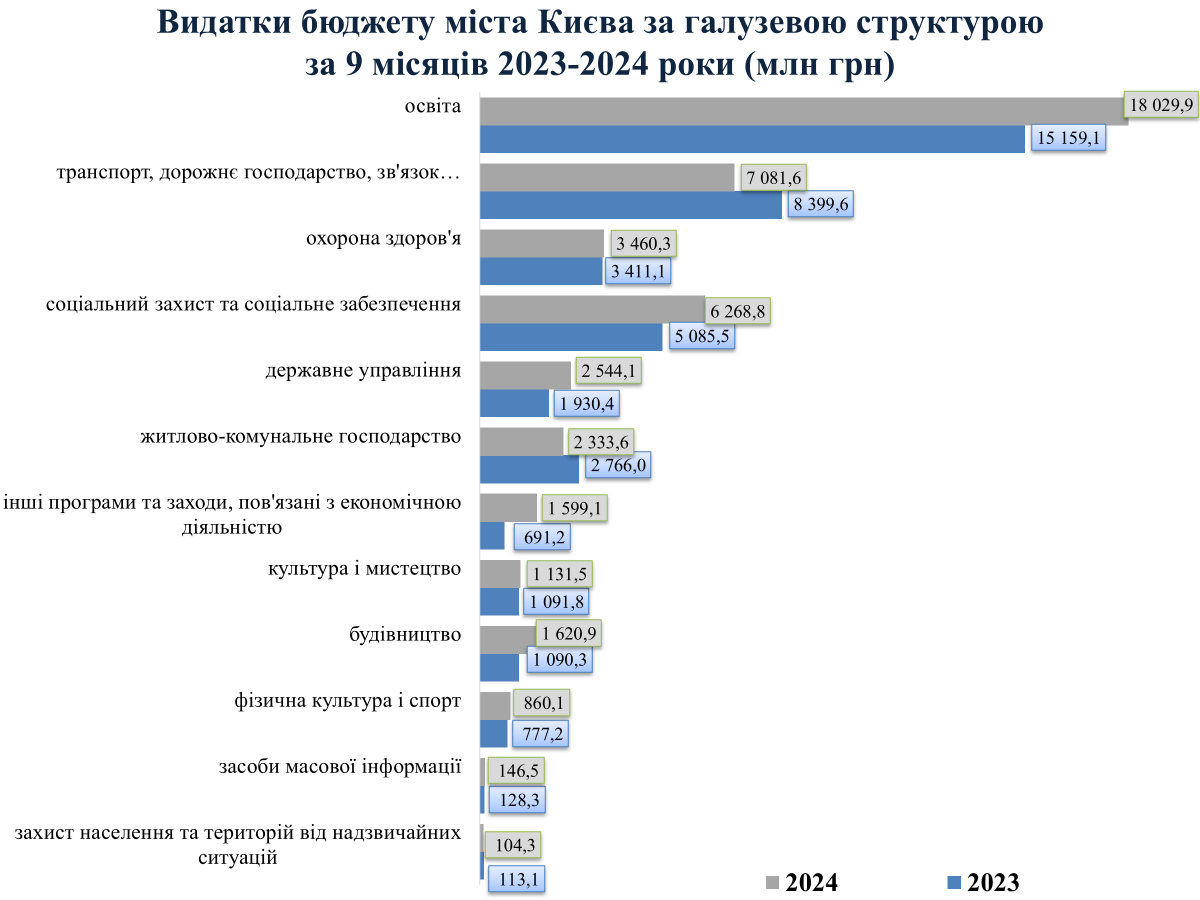 Видатки бюджету міста Києва за галузевою структурою
за 9 місяців 2023-2024 роки (млн грн)
освіта
18 029,9
15 159,1
транспорт, дорожнє господарство, зв'язок…
7 081,6
8 399,6
охорона здоров'я
3 460,3
3 411,1
соціальний захист та соціальне забезпечення
6 268,8
5 085,5
державне управління
2 544,1
1 930,4
житлово-комунальне господарство
2 333,6
2 766,0
інші програми та заходи, пов'язані з економічною
діяльністю
1 599,1
691,2
культура і мистецтво
1 131,5
1 091,8
будівництво
1 620,9
1 090,3
фізична культура і спорт
860,1
777,2
засоби масової інформації
146,5
128,3
захист населення та територій від надзвичайних
ситуацій
104,3
113,1
2024
2023